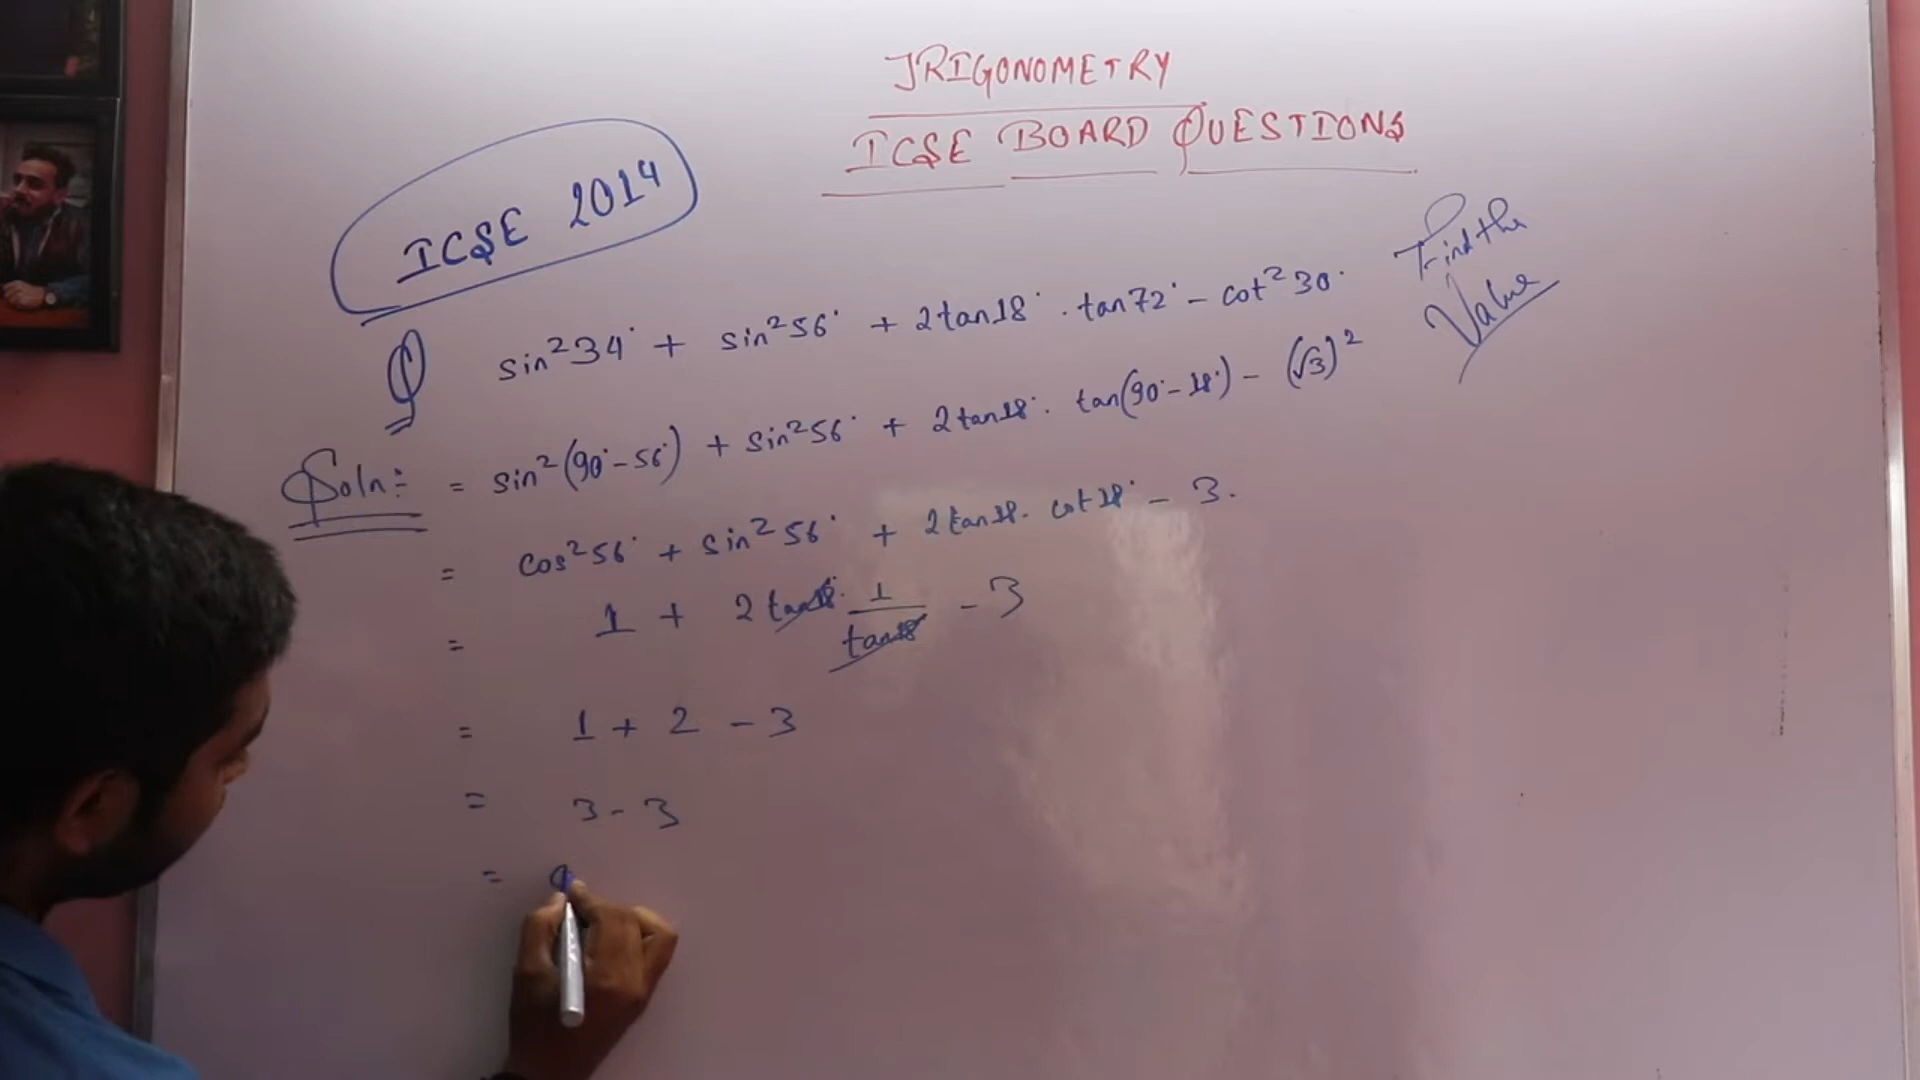 TRIGONOMETRY
ICSE BOARD QUESTIONS
ICSE 2014
Q sin²34° + sin²56° + 2tan18° . tan72° - cot²30°
Find the
Value
Soln:- = sin²(90°-56°) + sin²56° + 2tan18° . tan(90°-18°) - (√3)²
= cos²56° + sin²56° + 2tan18. cot18° - 3.
= 1 + 2 tan18. 1/tan18 - 3
= 1 + 2 - 3
= 3 - 3
=